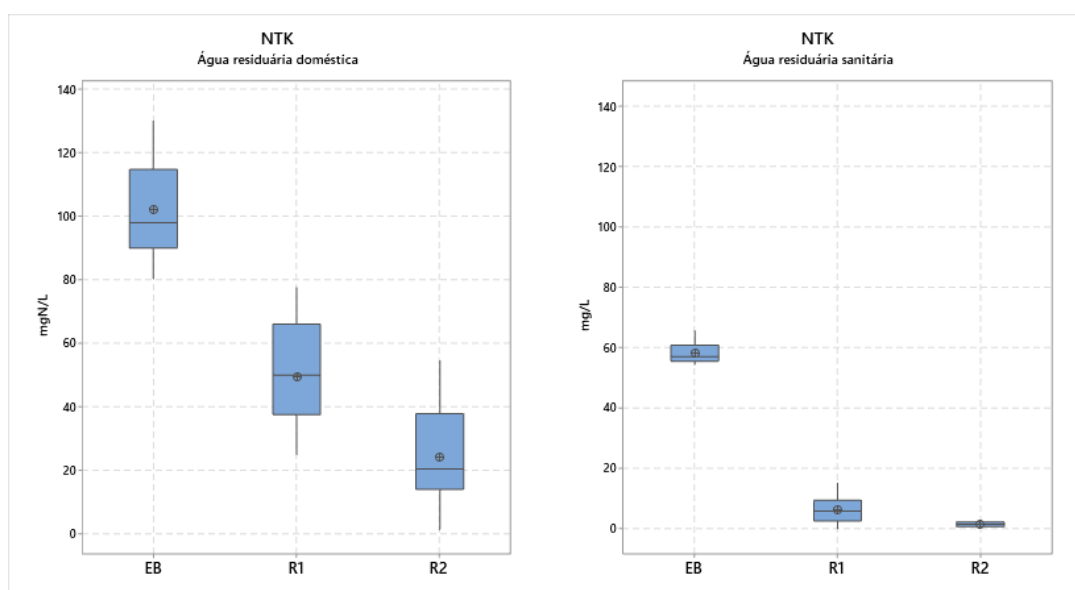 NTK
Água residuária doméstica
mgN/L
140
120
100
80
60
40
20
0
EB R1 R2
NTK
Água residuária sanitária
mg/L
140
120
100
80
60
40
20
0
EB R1 R2